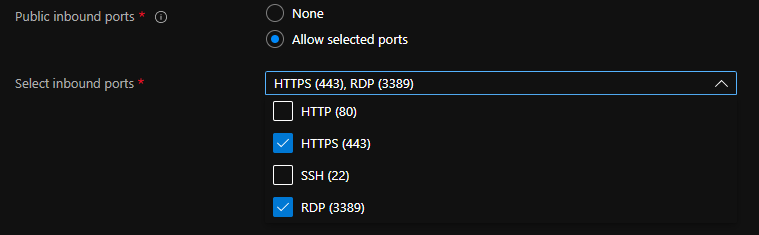 Public inbound ports * ⓘ
None
Allow selected ports
Select inbound ports *
HTTPS (443), RDP (3389)
HTTP (80)
HTTPS (443)
SSH (22)
RDP (3389)